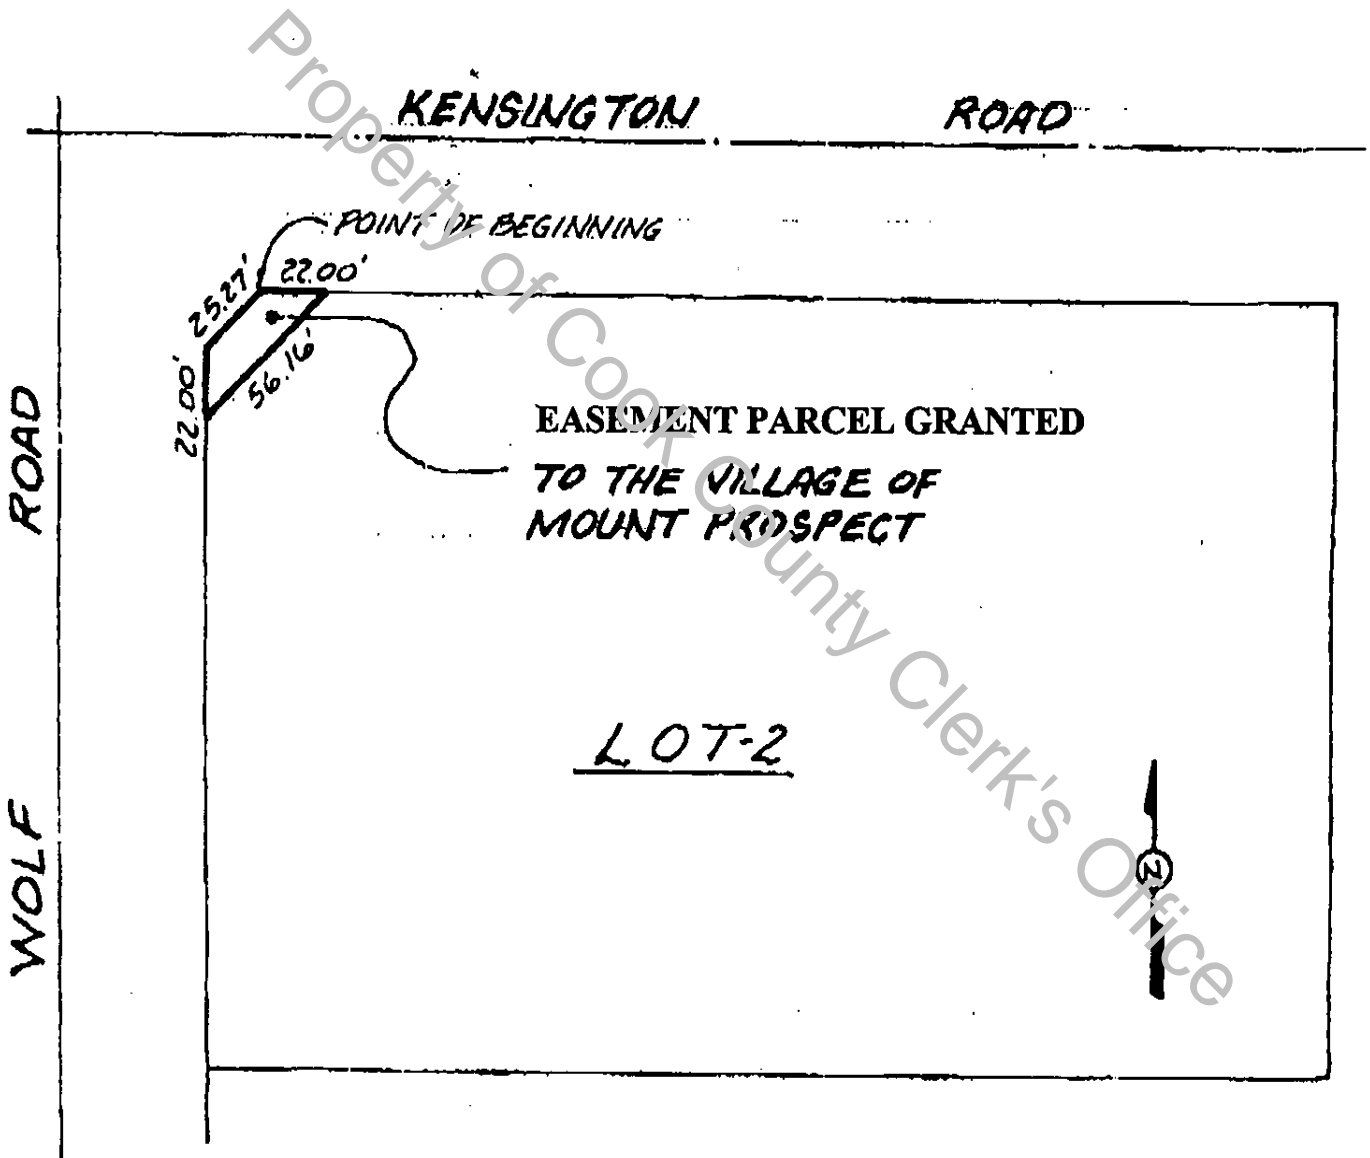 KENSINGTON ROAD
POINT OF BEGINNING
22.00'
25.27'
22.00'
56.16'
EASEMENT PARCEL GRANTED
TO THE VILLAGE OF
MOUNT PROSPECT
WOLF ROAD
LOT-2
N
Property of Cook County Clerk's Office